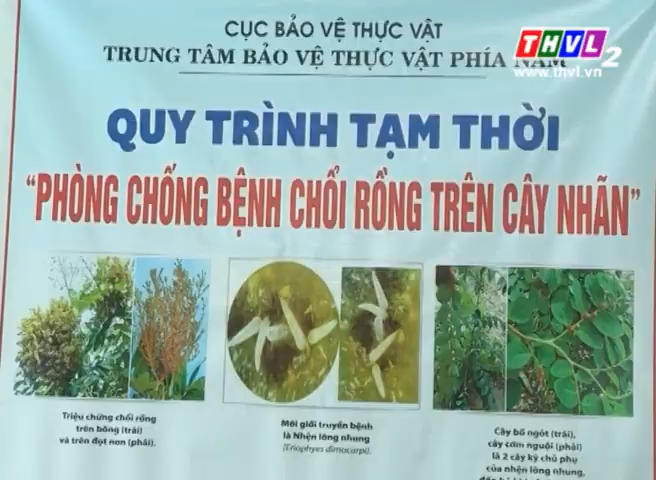 CỤC BẢO VỆ THỰC VẬT
TRUNG TÂM BẢO VỆ THỰC VẬT PHÍA NAM
THVL2
www.thvl.vn
QUY TRÌNH TẠM THỜI
“PHÒNG CHỐNG BỆNH CHỔI RỒNG TRÊN CÂY NHÃN”
Triệu chứng chổi rồng
trên bông (trái)
và trên đọt non (phải).
Môi giới truyền bệnh
là Nhện lông nhung
(Eriophyes dimocarpi).
Cây bồ ngót (trái),
cây cơm nguội (phải)
là 2 cây ký chủ phụ
của nhện lông nhung,